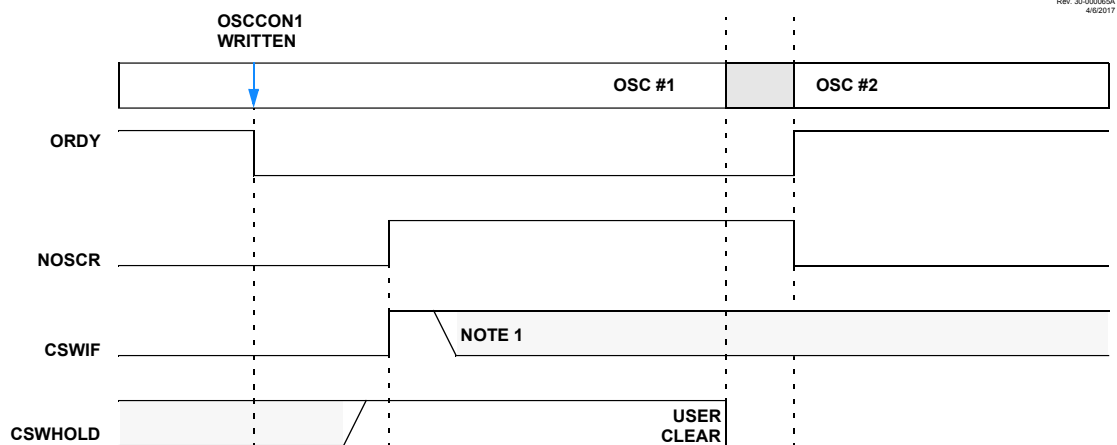 Rev. 30-000065A
4/6/2017
OSCCON1
WRITTEN
OSC #1
OSC #2
ORDY
NOSCR
CSWIF
NOTE 1
CSWHOLD
USER
CLEAR